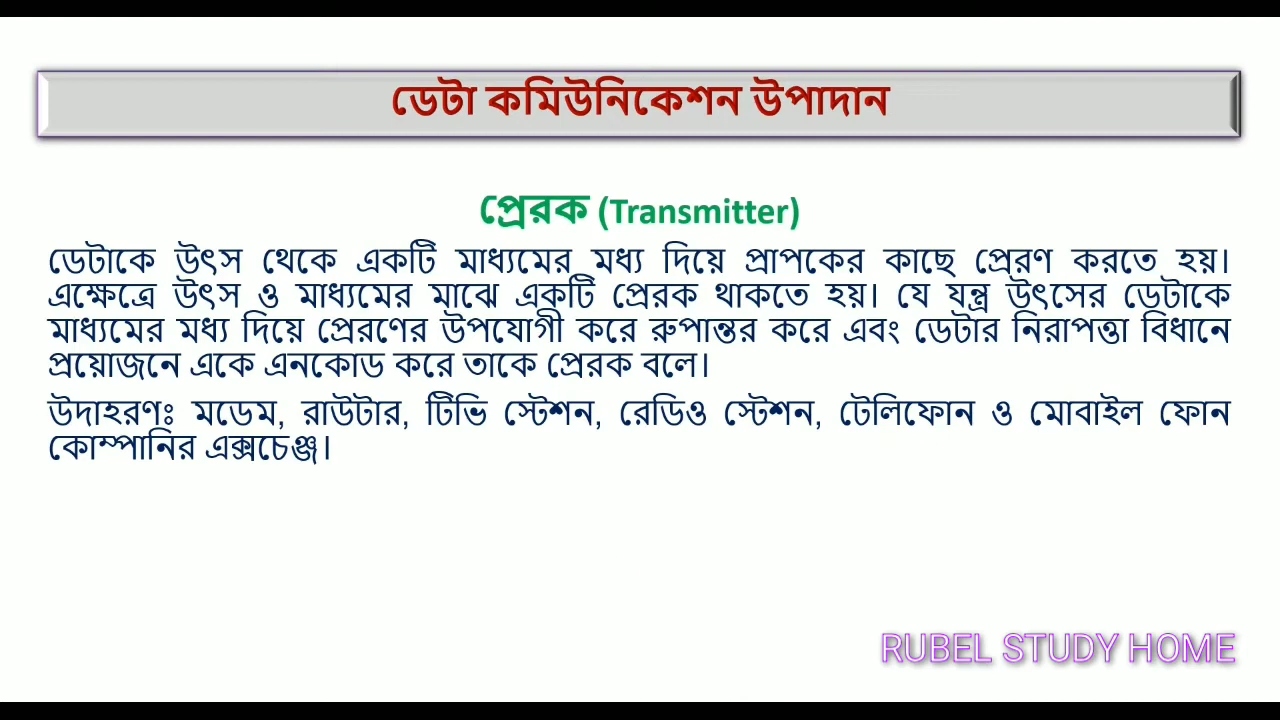 ডেটা কমিউনিকেশন উপাদান
প্রেরক (Transmitter)
ডেটাকে উৎস থেকে একটি মাধ্যমের মধ্য দিয়ে প্রাপকের কাছে প্রেরণ করতে হয়।
এক্ষেত্রে উৎস ও মাধ্যমের মাঝে একটি প্রেরক থাকতে হয়। যে যন্ত্র উৎসের ডেটাকে
মাধ্যমের মধ্য দিয়ে প্রেরণের উপযোগী করে রুপান্তর করে এবং ডেটার নিরাপত্তা বিধানে
প্রয়োজনে একে এনকোড করে তাকে প্রেরক বলে।
উদাহরণঃ মডেম, রাউটার, টিভি স্টেশন, রেডিও স্টেশন, টেলিফোন ও মোবাইল ফোন
কোম্পানির এক্সচেঞ্জ।
RUBEL STUDY HOME